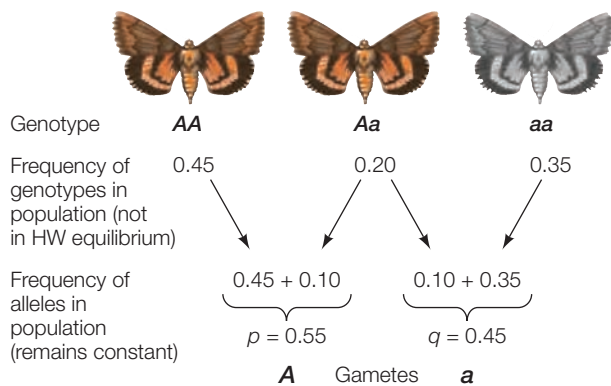 Genotype AA Aa aa
Frequency of
genotypes in
population (not
in HW equilibrium)
0.45 0.20 0.35
Frequency of
alleles in
population
(remains constant)
0.45 + 0.10 0.10 + 0.35
p = 0.55 q = 0.45
A Gametes a